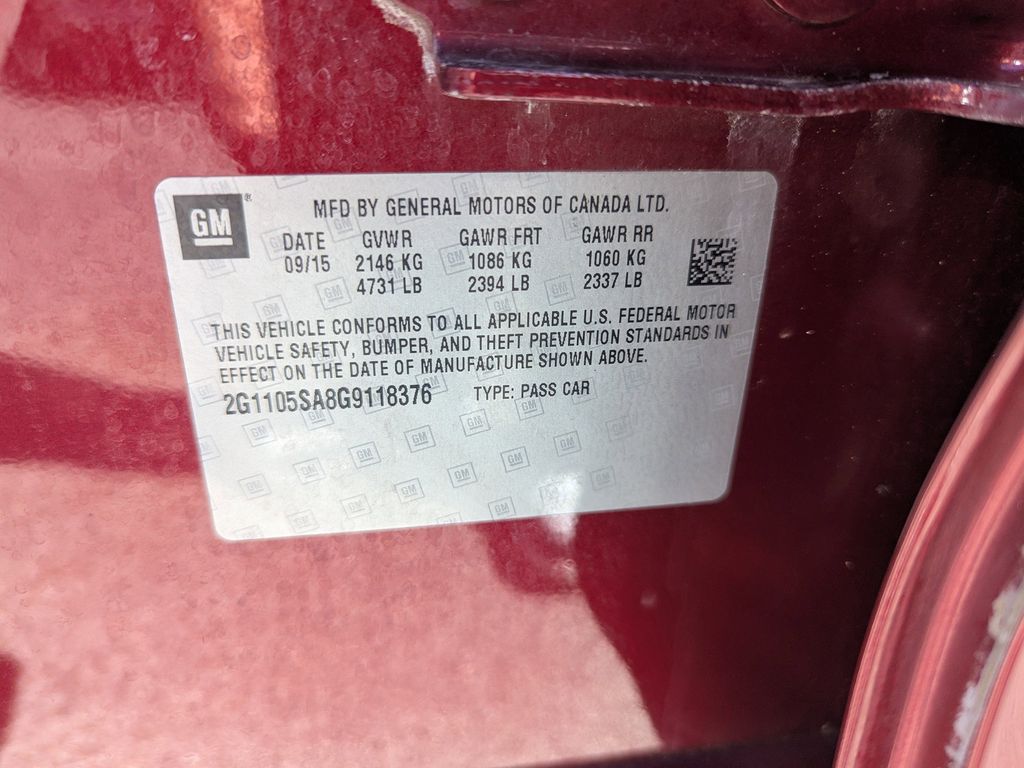 GM ®
MFD BY GENERAL MOTORS OF CANADA LTD.
DATE GVWR GAWR FRT GAWR RR
09/15 2146 KG 1086 KG 1060 KG
4731 LB 2394 LB 2337 LB
THIS VEHICLE CONFORMS TO ALL APPLICABLE U.S. FEDERAL MOTOR
VEHICLE SAFETY, BUMPER, AND THEFT PREVENTION STANDARDS IN
EFFECT ON THE DATE OF MANUFACTURE SHOWN ABOVE.
2G1105SA8G9118376 TYPE: PASS CAR